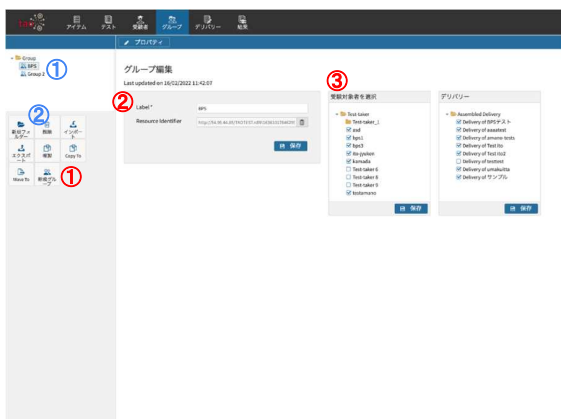 tao
アイテム
テスト
受験者
グループ
デリバリー
結果
プロパティ
Group
BPS
Group 2
①
②
新規フォルダー
削除
インポート
エクスポート
複製
Copy To
Move To
新規グループ
①
グループ編集
Last updated on 16/02/2022 11:42:07
②
Label *
BPS
Resource Identifier
保存
③
受験対象者を選択
Test-taker
Test-taker_1
asd
bps1
bps3
ito-gyoken
komada
Test-taker 6
Test-taker 8
Test-taker 9
testomano
保存
デリバリー
Assembled Delivery
Delivery of BPSテスト
Delivery of aaaatest
Delivery of amano tests
Delivery of Test Ito
Delivery of Test Ito2
Delivery of testtest
Delivery of umakuitta
Delivery of サンプル
保存